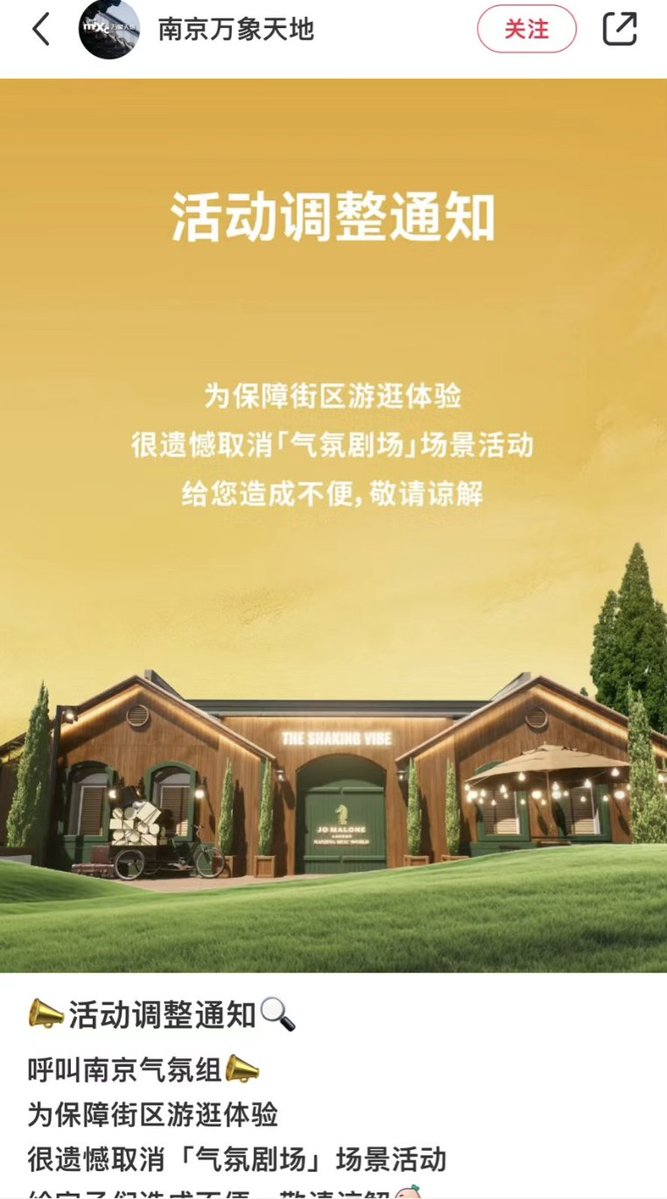 南京万象天地
关注
活动调整通知
为保障街区游逛体验
很遗憾取消「气氛剧场」场景活动
给您造成不便,敬请谅解
THE SHAKING VIBE
JO MALONE
LONDON
NANJING MIXC WORLD
活动调整通知
呼叫南京气氛组
为保障街区游逛体验
很遗憾取消「气氛剧场」场景活动